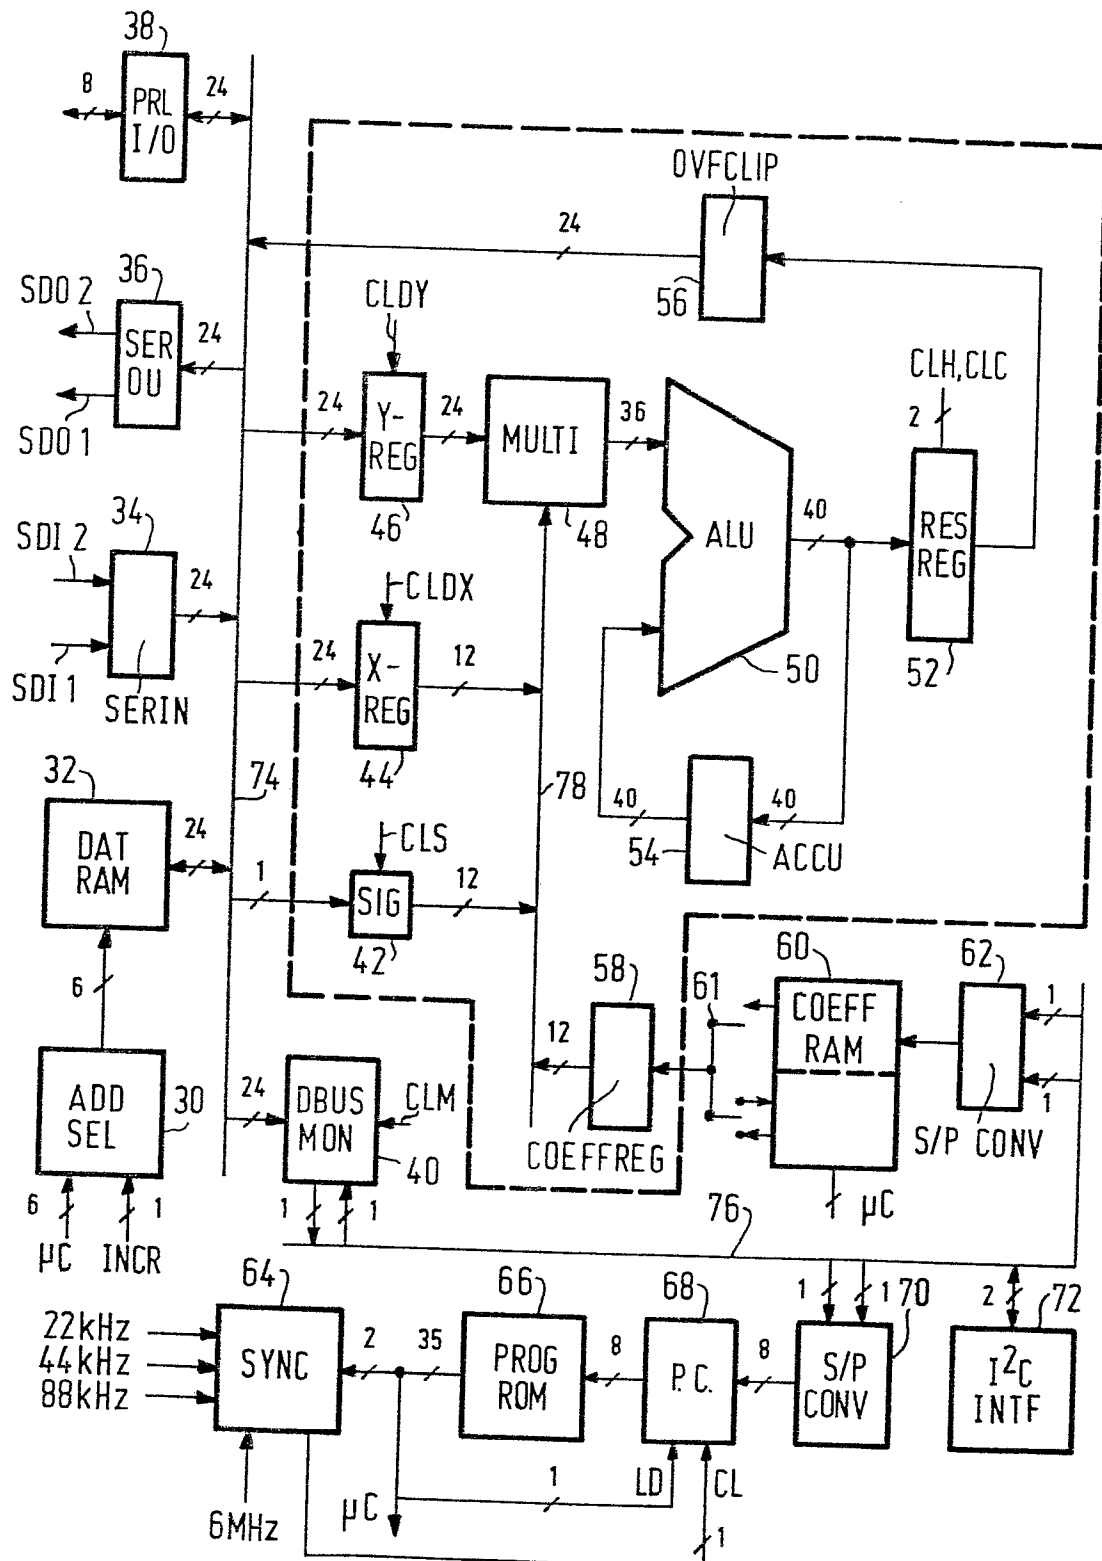 38
8
PRL
I/O
24
OVFCLIP
24
56
SDO 2
36
SER
OU
24
SDO 1
CLDY
24
Y-
REG
24
46
MULTI
48
36
ALU
50
40
CLH,CLC
2
RES
REG
52
SDI 2
34
24
SDI 1
SERIN
CLDX
24
X-
REG
12
44
32
DAT
RAM
24
74
78
40
54
40
ACCU
CLS
1
SIG
12
42
6
ADD
SEL
30
6
1
µC
INCR
24
DBUS
MON
CLM
40
1
1
58
12
COEFFREG
61
60
COEFF
RAM
µC
62
1
1
S/P CONV
76
64
22kHz
44kHz
88kHz
SYNC
6MHz
2
35
66
PROG
ROM
8
68
P.C.
8
1
1
70
S/P
CONV
2
72
I²C
INTF
µC
1
LD
CL
1